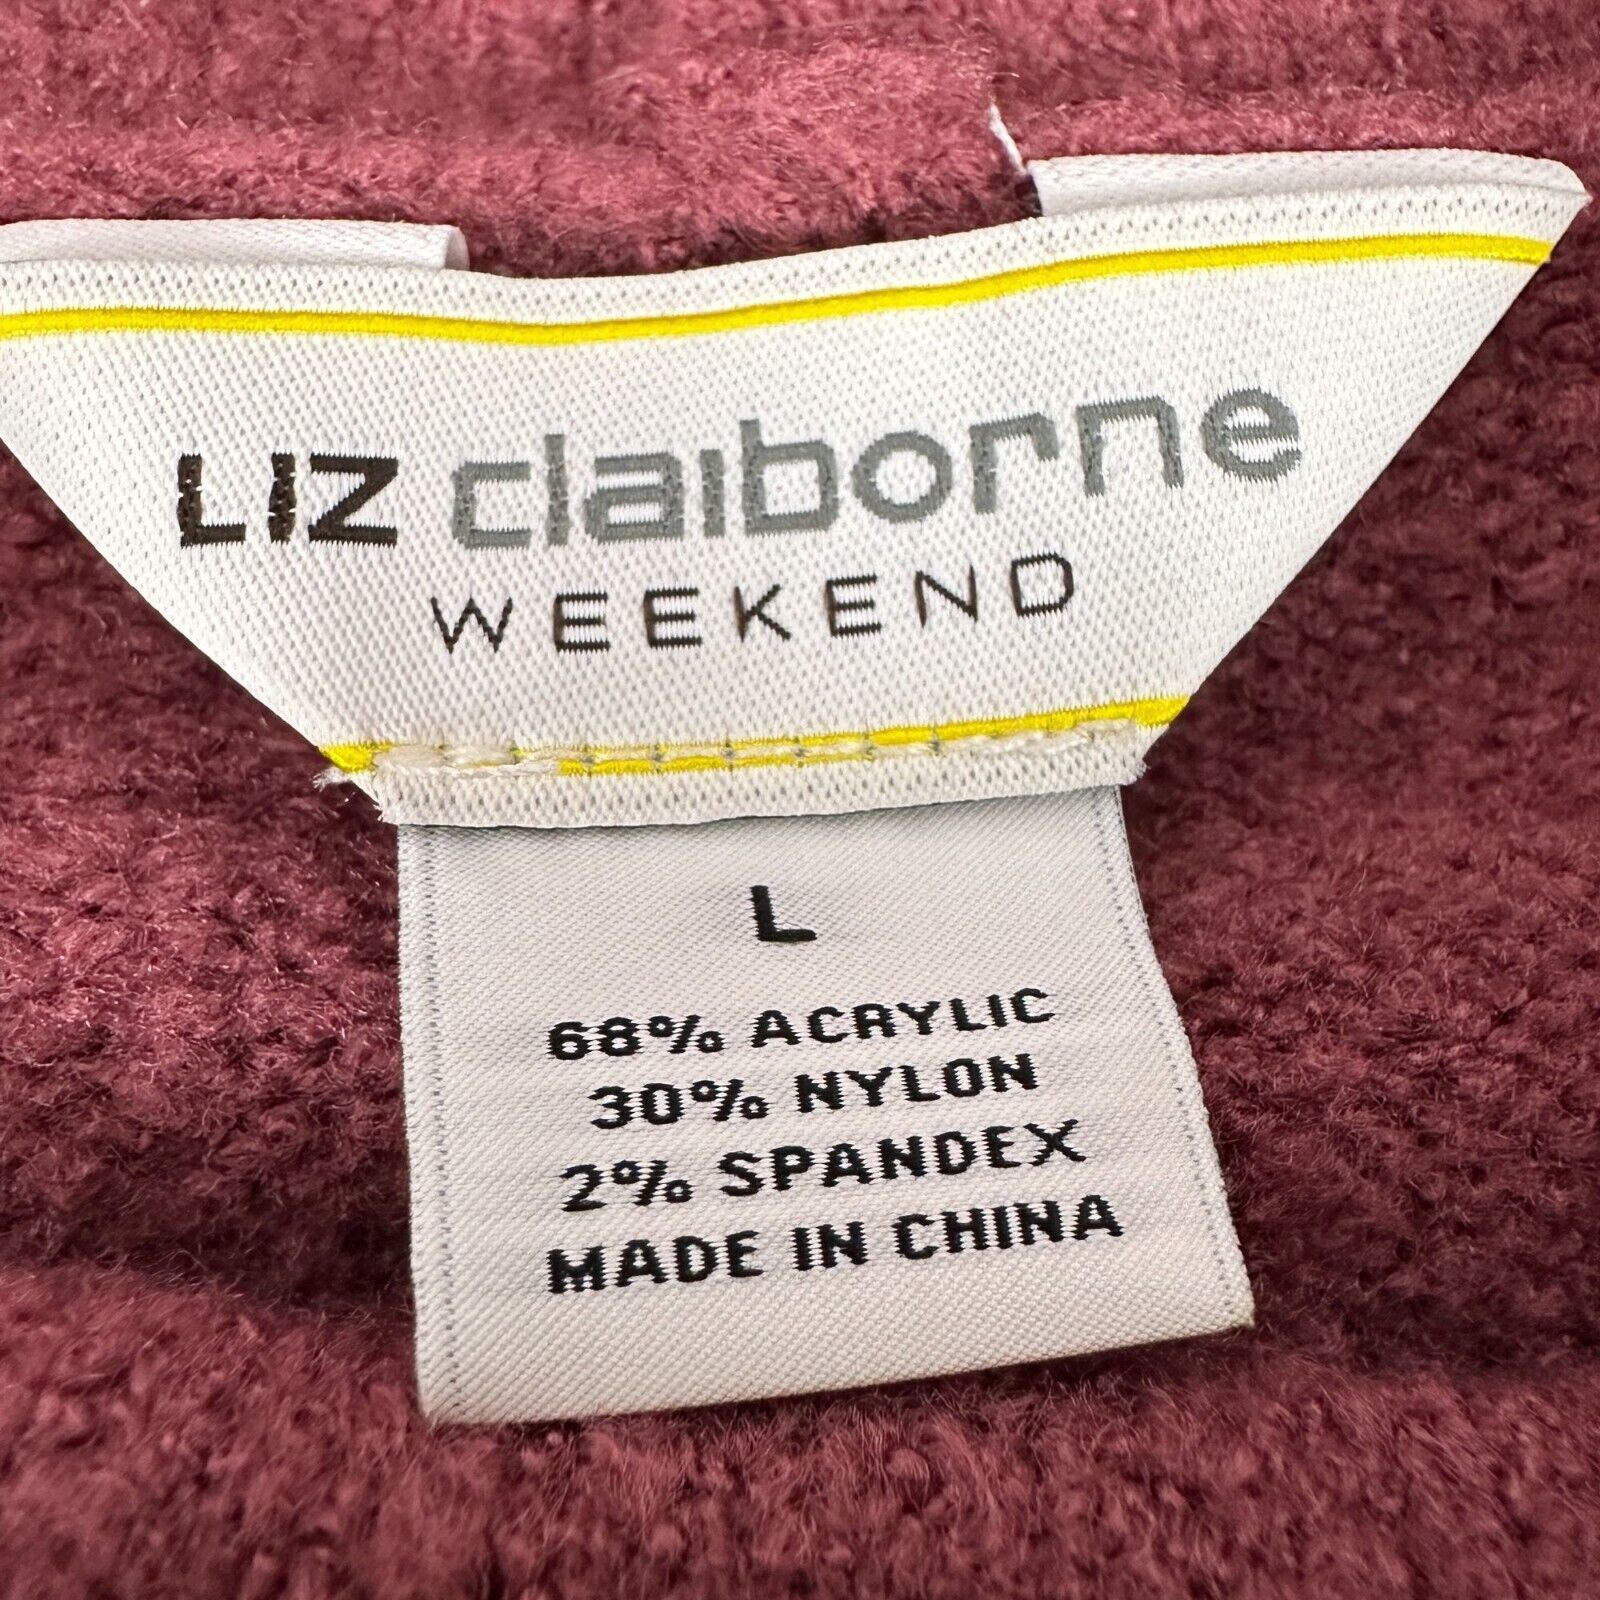 LIZ claiborne
WEEKEND
L
68% ACRYLIC
30% NYLON
2% SPANDEX
MADE IN CHINA